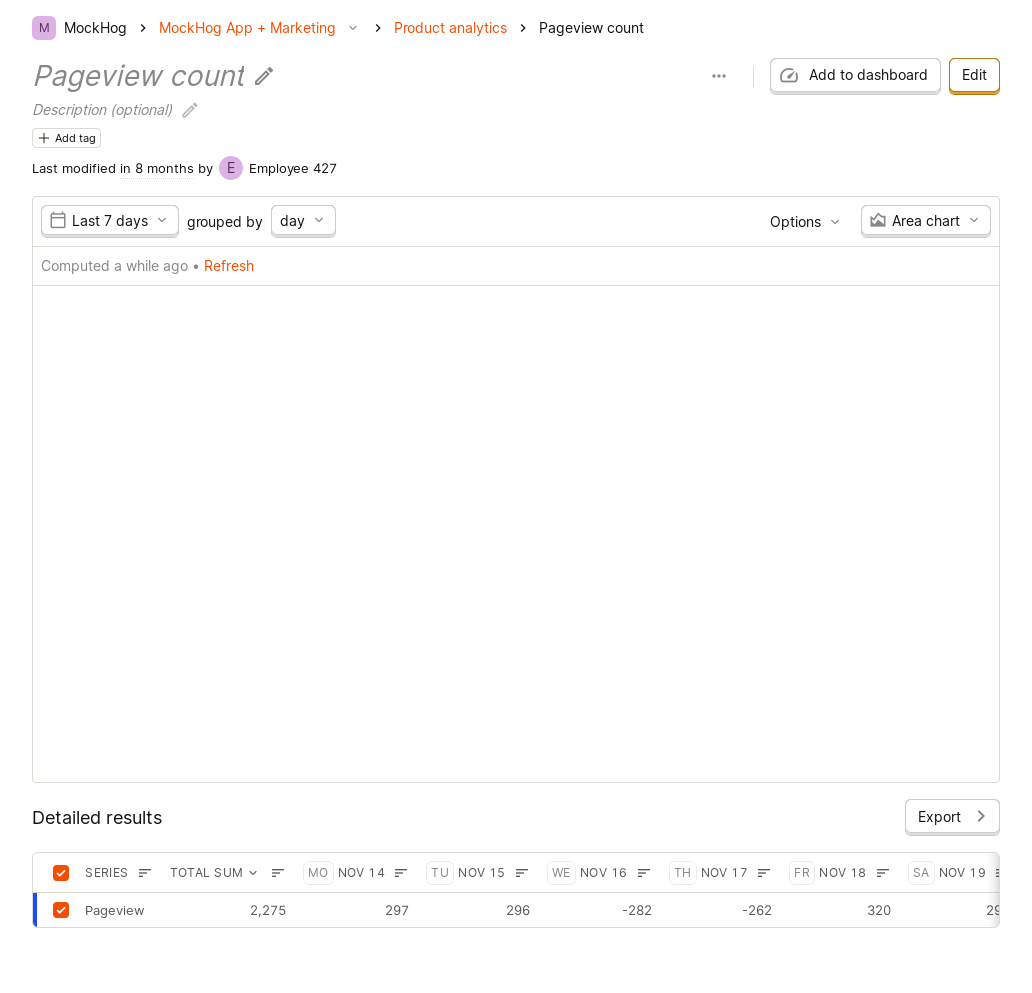 M MockHog MockHog App + Marketing Product analytics Pageview count
Pageview count
Add to dashboard Edit
Description (optional)
Add tag
Last modified in 8 months by E Employee 427
Last 7 days grouped by day Options Area chart
Computed a while ago • Refresh
Detailed results
Export
SERIES TOTAL SUM MO NOV 14 TU NOV 15 WE NOV 16 TH NOV 17 FR NOV 18 SA NOV 19
Pageview 2,275 297 296 -282 -262 320